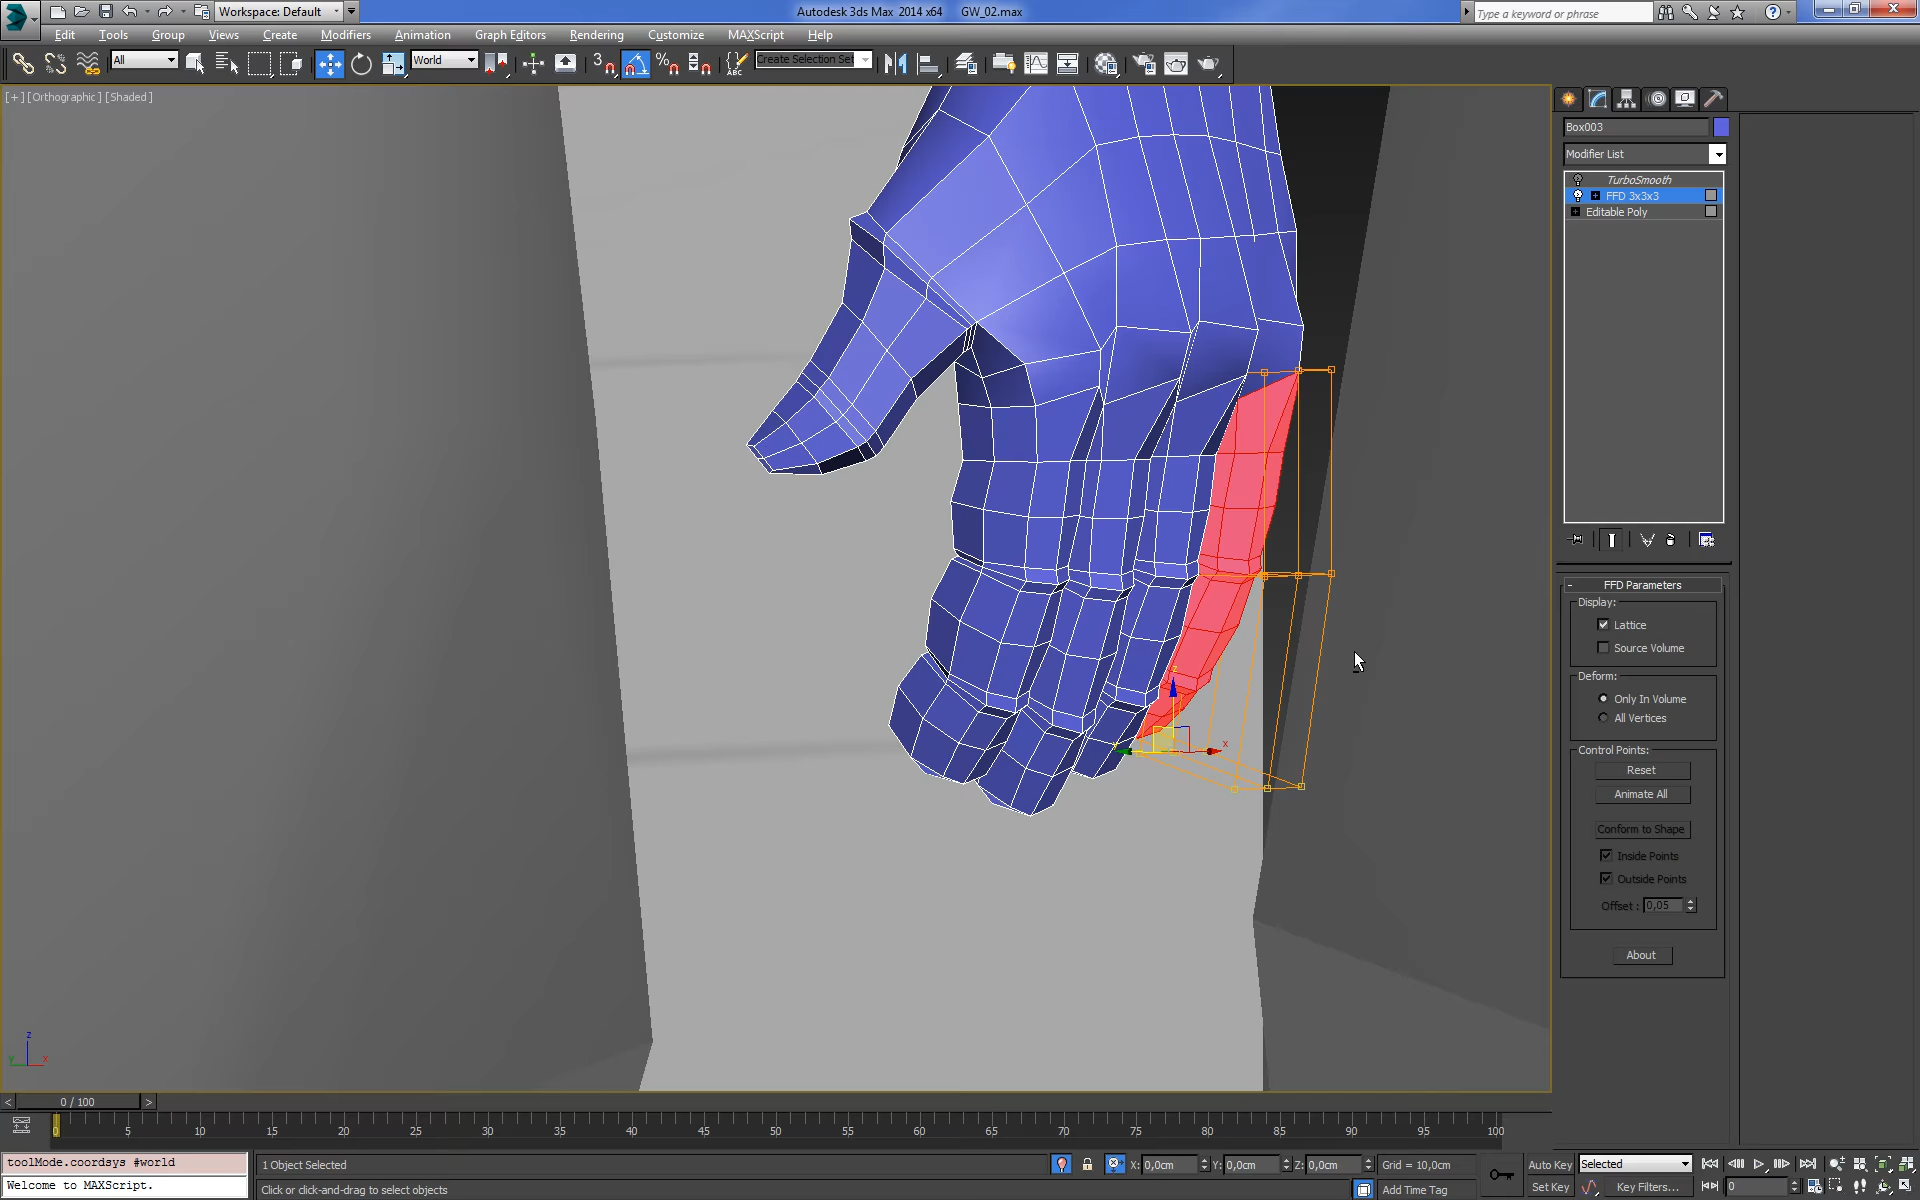 Workspace: Default
Autodesk 3ds Max 2014 x64 GW_02.max
Type a keyword or phrase
Edit Tools Group Views Create Modifiers Animation Graph Editors Rendering Customize MAXScript Help
All World 3 ABC Create Selection Set
[+] [Orthographic] [Shaded]
Box003
Modifier List
TurboSmooth
FFD 3x3x3
Editable Poly
FFD Parameters
Display:
Lattice
Source Volume
Deform:
Only In Volume
All Vertices
Control Points:
Reset
Animate All
Conform to Shape
Inside Points
Outside Points
Offset : 0,05
About
z
x
z
y x
< 0 / 100 >
0 5 10 15 20 25 30 35 40 45 50 55 60 65 70 75 80 85 90 95 100
toolMode.coordsys #world
Welcome to MAXScript.
1 Object Selected
X: 0,0cm Y: 0,0cm Z: 0,0cm Grid = 10,0cm
Click or click-and-drag to select objects
Add Time Tag
Auto Key Selected
Set Key Key Filters... 0